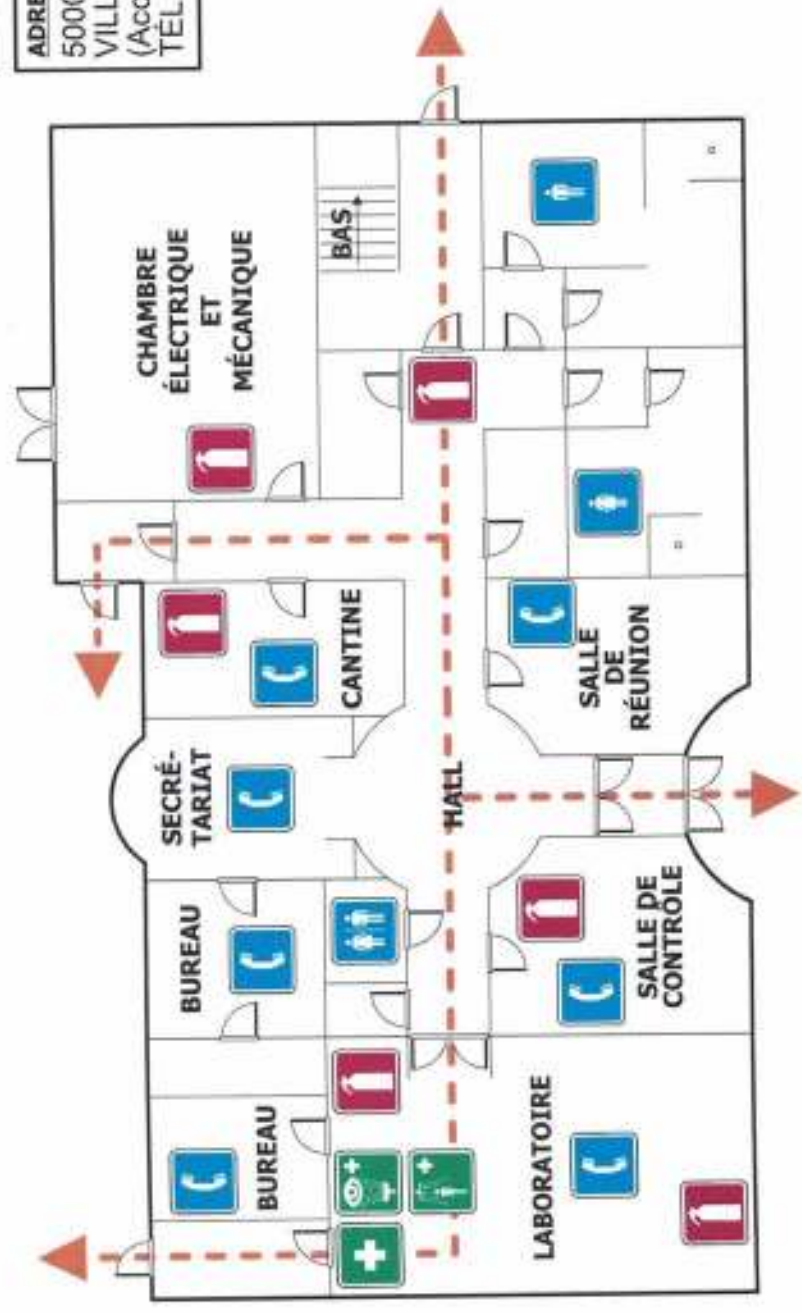 ADRE
5000
VILL
(Acc
TÉL
CHAMBRE
ÉLECTRIQUE
ET
MÉCANIQUE
BAS
CANTINE
SECRÉ-
TARIAT
BUREAU
BUREAU
HALL
SALLE
DE
RÉUNION
SALLE DE
CONTRÔLE
LABORATOIRE